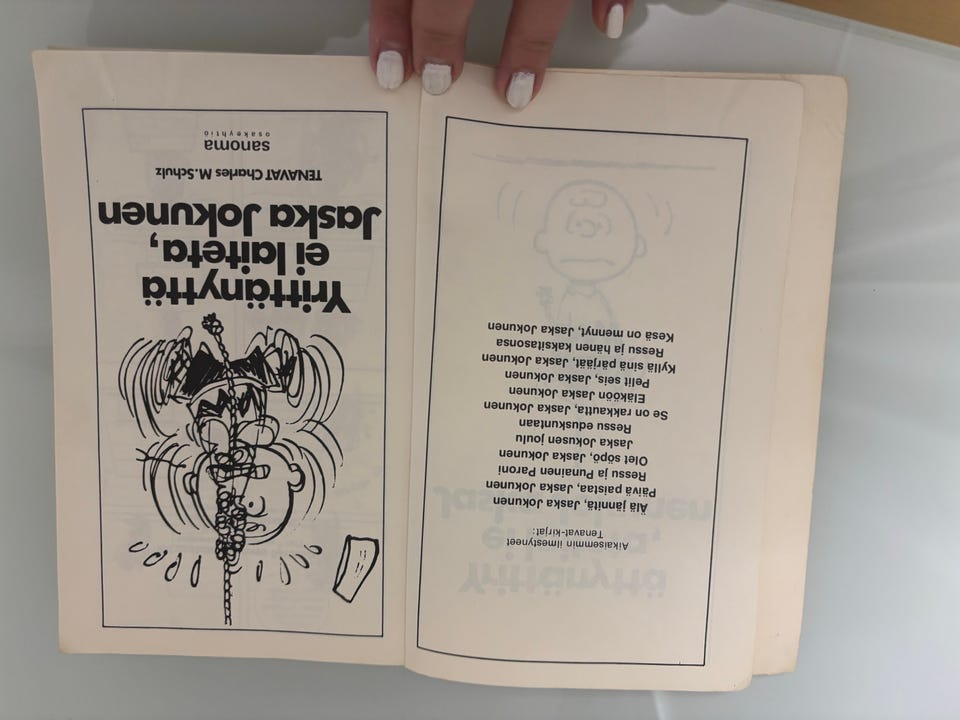 Aikaisemmin ilmestyneet
Tenavat-kirjat:
Älä jännitä, Jaska Jokunen
Päivä paistaa, Jaska Jokunen
Ressu ja Punainen Paroni
Olet söpö, Jaska Jokunen
Jaska Jokusen joulu
Ressu eduskuntaan
Se on rakkautta, Jaska Jokunen
Eläköön Jaska Jokunen
Pelit seis, Jaska Jokunen
Kyllä sinä pärjäät, Jaska Jokunen
Ressu ja hänen kaksitasonsa
Kesä on mennyt, Jaska Jokunen
Yrittänyttä
ei laiteta,
Jaska Jokunen
TENAVAT Charles M. Schulz
sanoma
osakeyhtiö